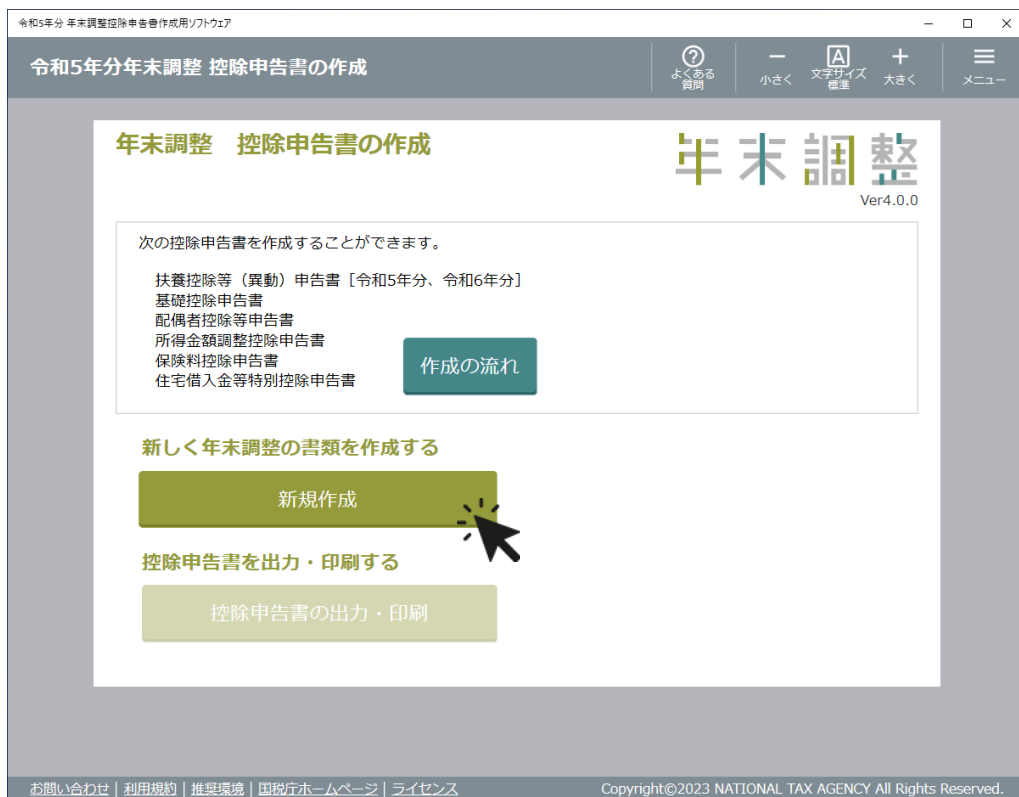 令和5年分 年末調整控除申告書作成用ソフトウェア
令和5年分年末調整 控除申告書の作成
よくある
質問
小さく
A
文字サイズ
標準
大きく
メニュー
年末調整　控除申告書の作成
年末調整
Ver4.0.0
次の控除申告書を作成することができます。
扶養控除等（異動）申告書［令和5年分、令和6年分］
基礎控除申告書
配偶者控除等申告書
所得金額調整控除申告書
保険料控除申告書
住宅借入金等特別控除申告書
作成の流れ
新しく年末調整の書類を作成する
新規作成
控除申告書を出力・印刷する
控除申告書の出力・印刷
お問い合わせ | 利用規約 | 推奨環境 | 国税庁ホームページ | ライセンス
Copyright©2023 NATIONAL TAX AGENCY All Rights Reserved.